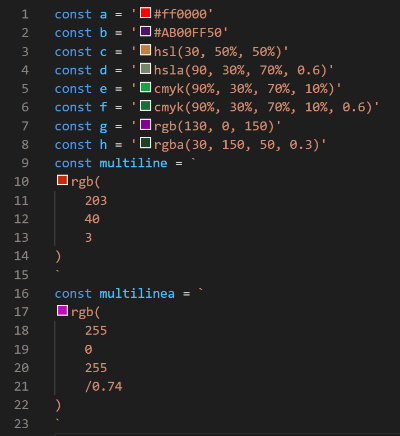 1 const a = '#ff0000'
2 const b = '#AB00FF50'
3 const c = 'hsl(30, 50%, 50%)'
4 const d = 'hsla(90, 30%, 70%, 0.6)'
5 const e = 'cmyk(90%, 30%, 70%, 10%)'
6 const f = 'cmyk(90%, 30%, 70%, 10%, 0.6)'
7 const g = 'rgb(130, 0, 150)'
8 const h = 'rgba(30, 150, 50, 0.3)'
9 const multiline = `
10 rgb(
11     203
12     40
13     3
14 )
15 `
16 const multilinea = `
17 rgb(
18     255
19     0
20     255
21     /0.74
22 )
23 `